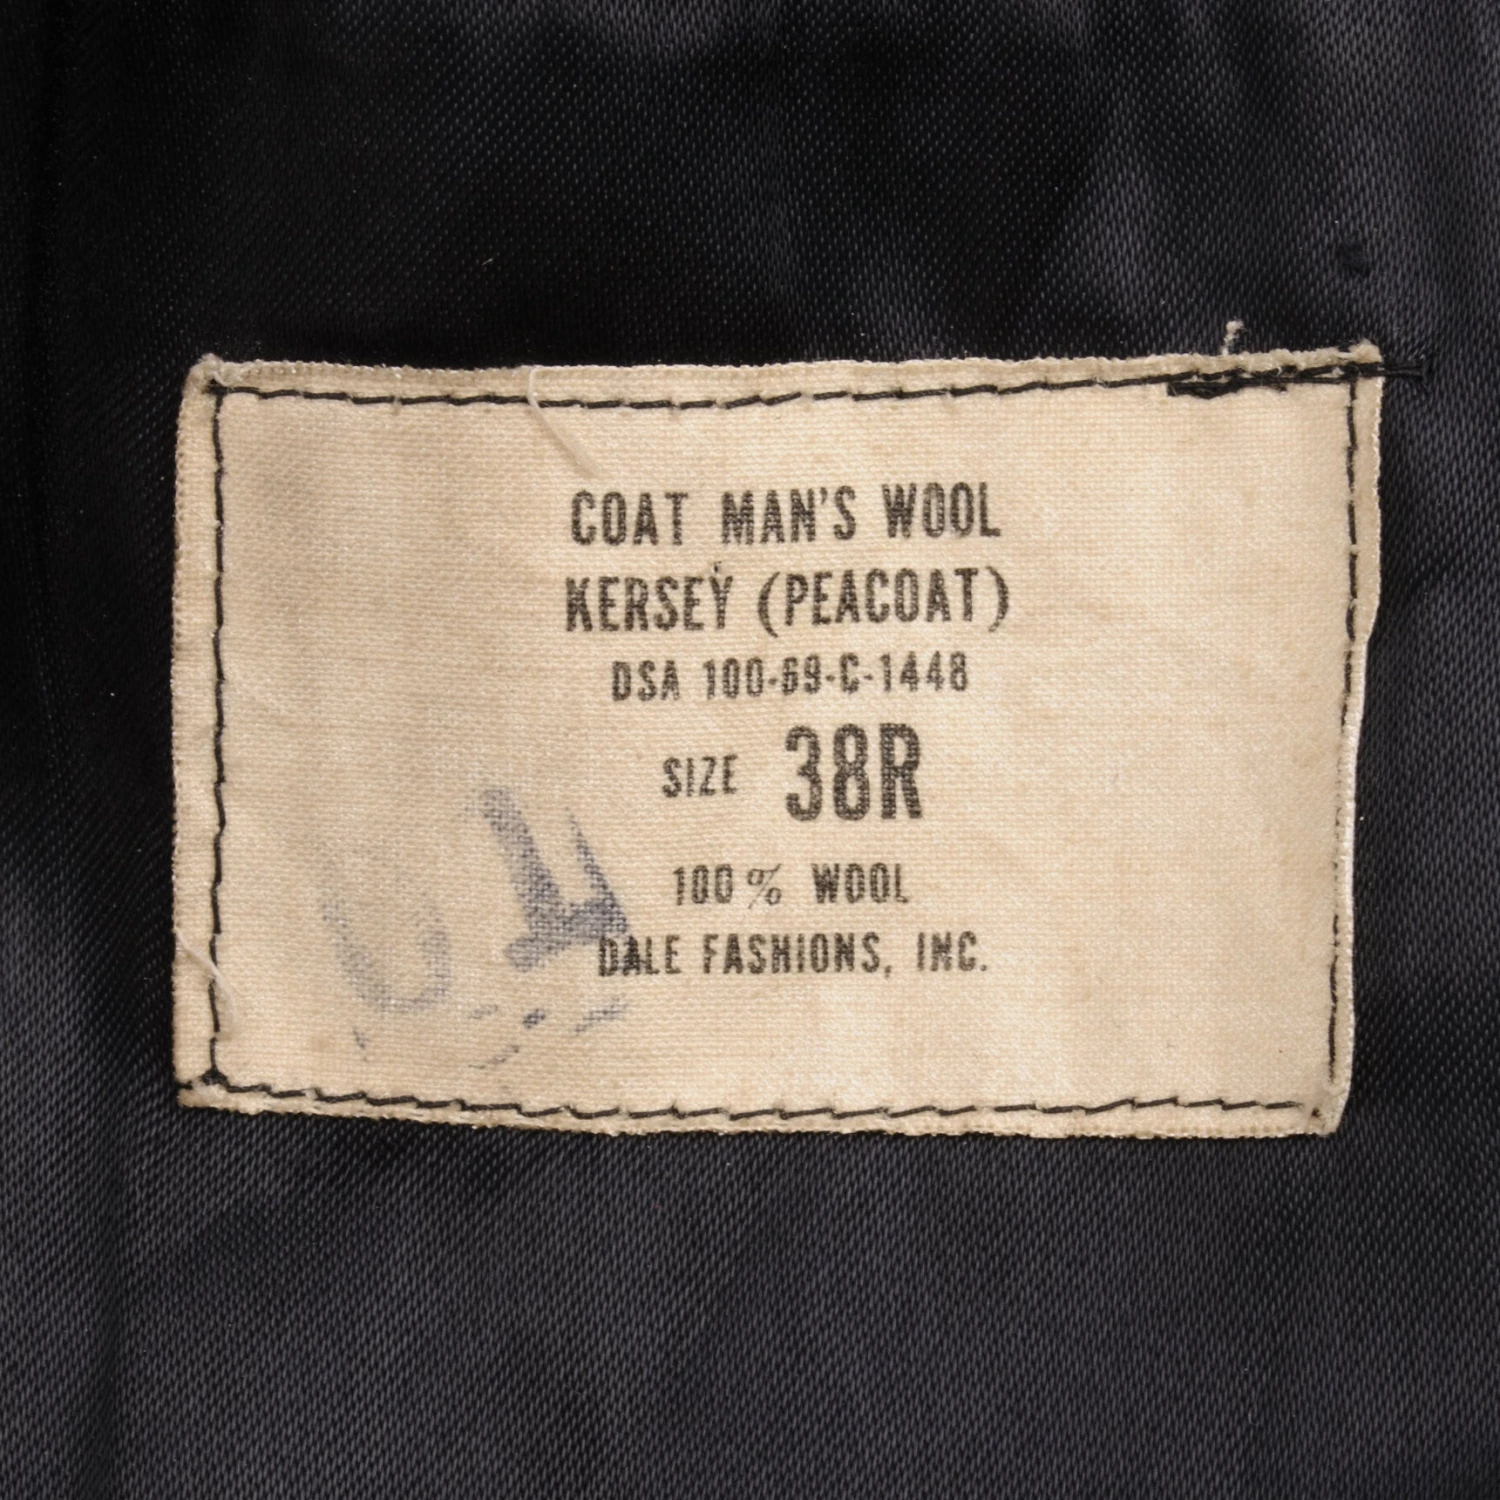 COAT MAN'S WOOL
KERSEY (PEACOAT)
DSA 100-69-C-1448
SIZE 38R
100% WOOL
DALE FASHIONS, INC.